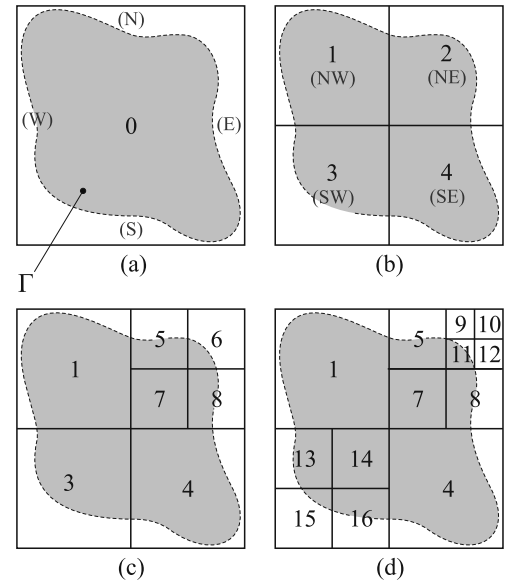 (N)
(W) 0 (E)
(S)
Γ
(a)
1 2
(NW) (NE)
3 4
(SW) (SE)
(b)
5 6
1
7 8
3 4
(c)
9 10
5
11 12
1
7 8
13 14
4
15 16
(d)